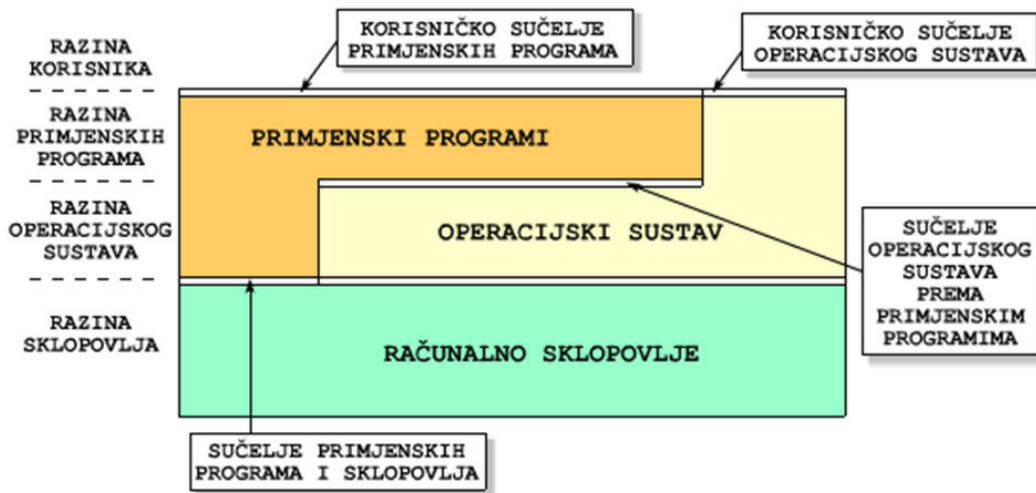 KORISNIČKO SUČELJE
PRIMJENSKIH PROGRAMA
KORISNIČKO SUČELJE
OPERACIJSKOG SUSTAVA
RAZINA
KORISNIKA
RAZINA
PRIMJENSKIH
PROGRAMA
PRIMJENSKI PROGRAMI
RAZINA
OPERACIJSKOG
SUSTAVA
OPERACIJSKI SUSTAV
SUČELJE
OPERACIJSKOG
SUSTAVA
PREMA
PRIMJENSKIM
PROGRAMIMA
RAZINA
SKLOPOVLJA
RAČUNALNO SKLOPOVLJE
SUČELJE PRIMJENSKIH
PROGRAMA I SKLOPOVLJA